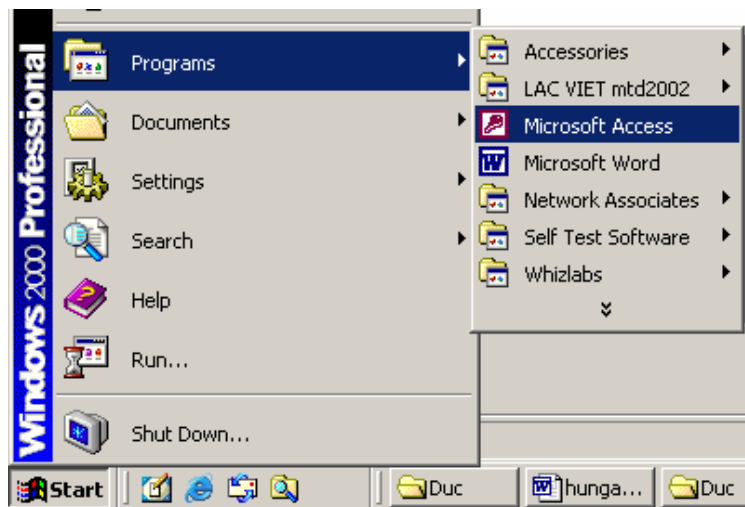 Windows 2000 Professional
Programs
Documents
Settings
Search
Help
Run...
Shut Down...
Accessories
LAC VIET mtd2002
Microsoft Access
Microsoft Word
Network Associates
Self Test Software
Whizlabs
Start
Duc
hunga...
Duc